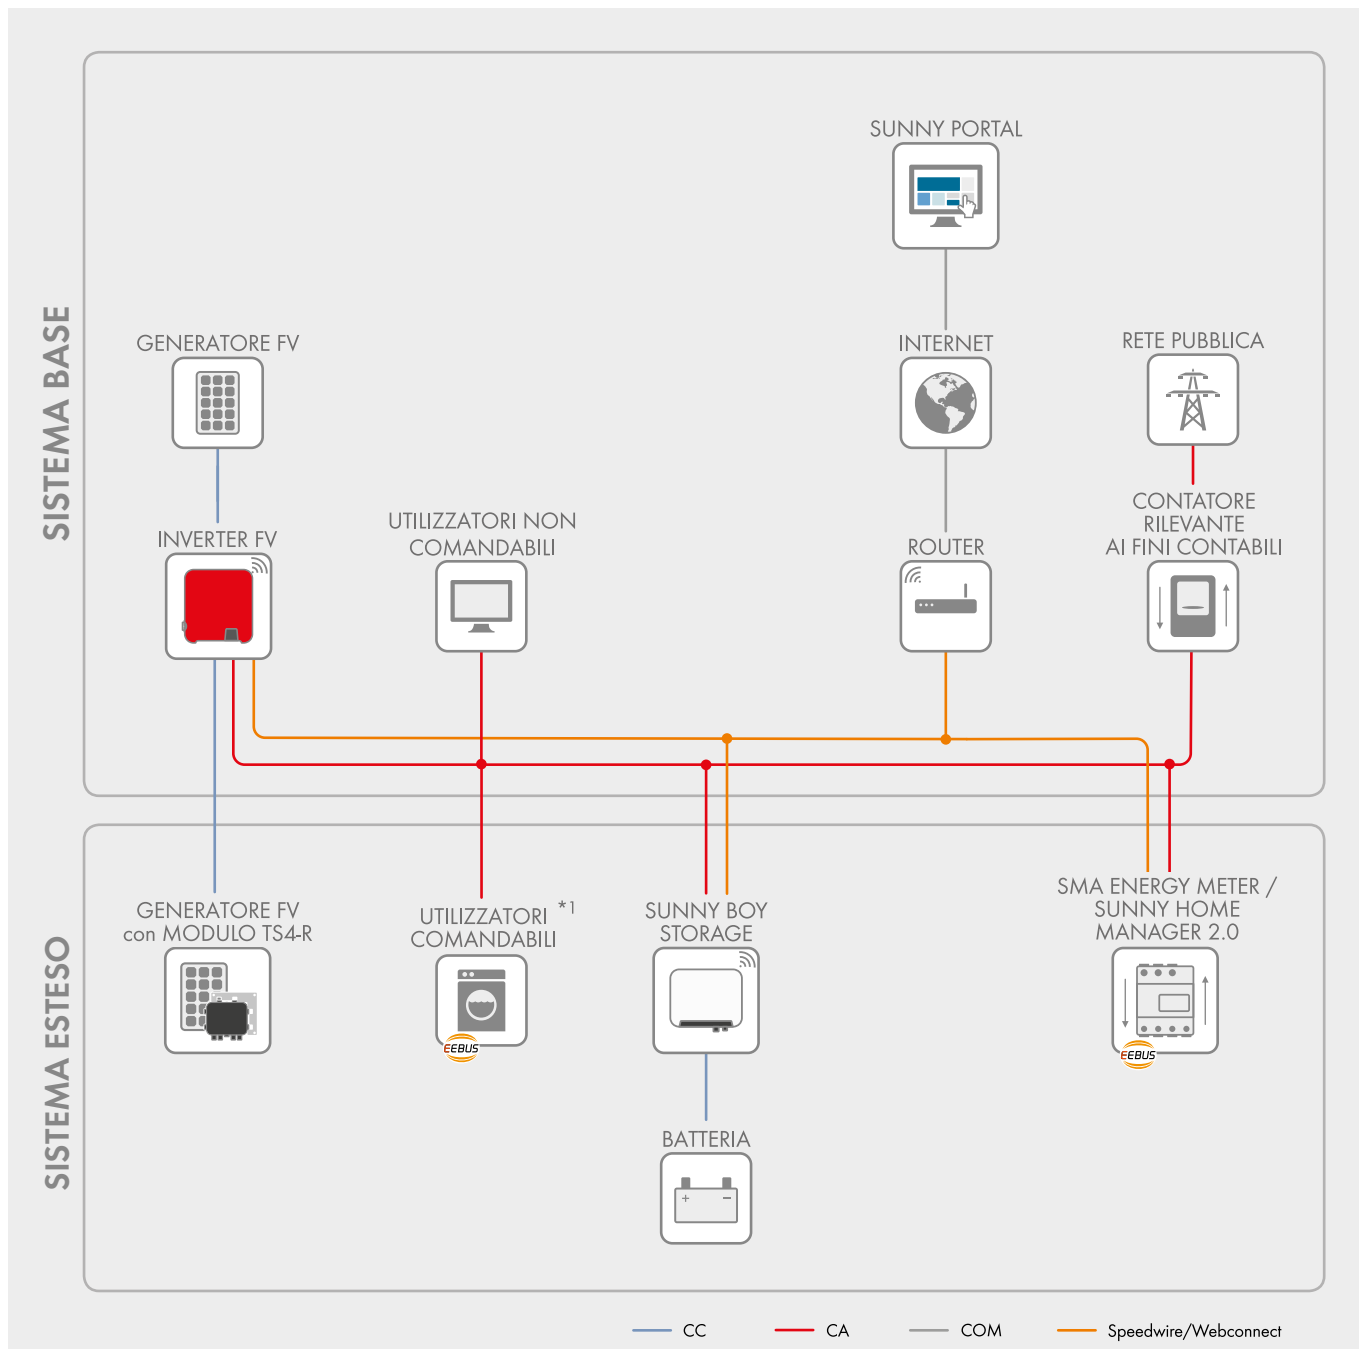 SISTEMA BASE
SUNNY PORTAL
GENERATORE FV
INTERNET
RETE PUBBLICA
INVERTER FV
UTILIZZATORI NON
COMANDABILI
ROUTER
CONTATORE
RILEVANTE
AI FINI CONTABILI
SISTEMA ESTESO
GENERATORE FV
con MODULO TS4-R
UTILIZZATORI *1
COMANDABILI
EEBUS
SUNNY BOY
STORAGE
SMA ENERGY METER /
SUNNY HOME
MANAGER 2.0
EEBUS
BATTERIA
+ −
CC
CA
COM
Speedwire/Webconnect